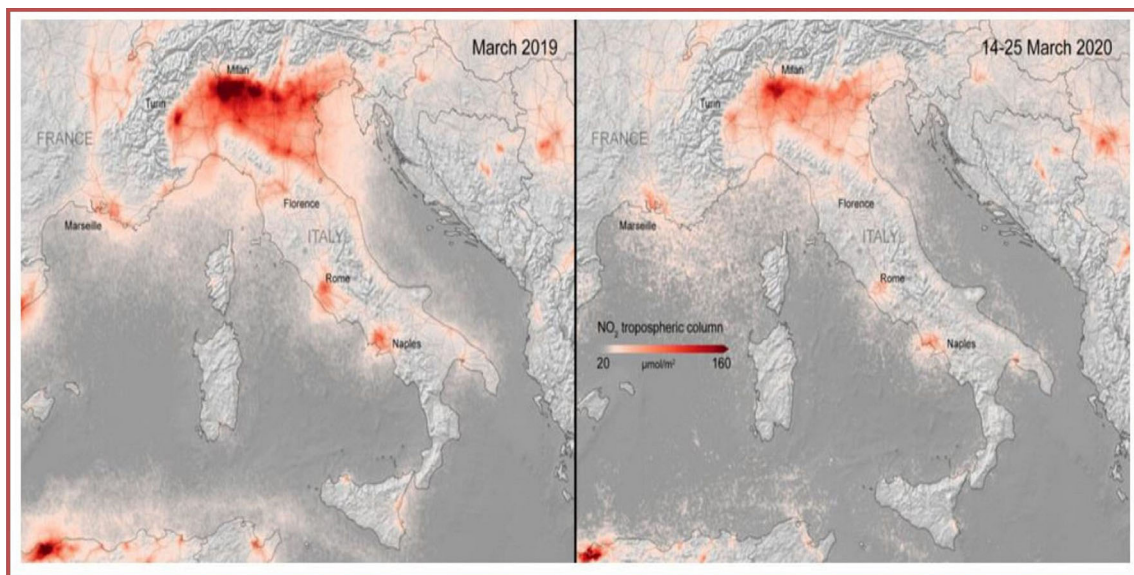 March 2019
Milan
Turin
FRANCE
Marseille
Florence
ITALY
Rome
Naples
14-25 March 2020
Milan
Turin
FRANCE
Marseille
Florence
ITALY
Rome
NO₂ tropospheric column
20 μmol/m² 160
Naples